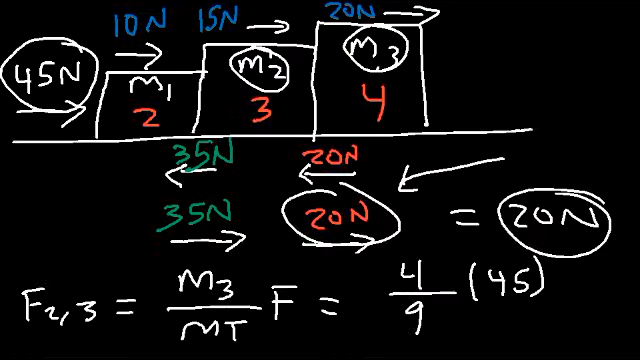 10N 15N 20N
45N m1 m2 m3
2 3 4
35N 20N
35N 20N = 20N
F2,3 = M3/MT F = 4/9 (45)